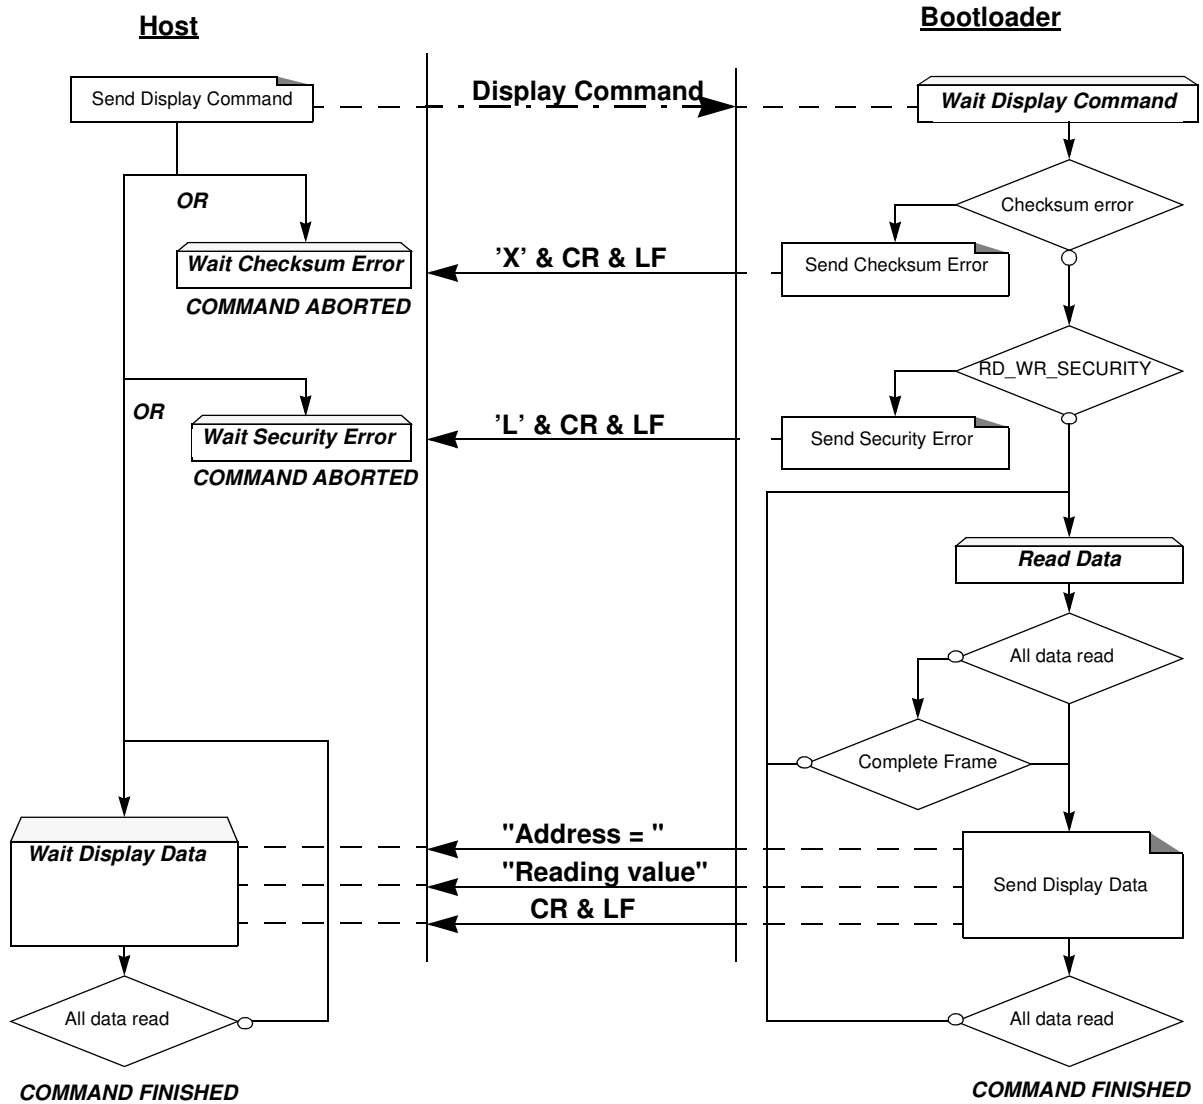 Host
Bootloader
Send Display Command
Display Command
Wait Display Command
OR
Checksum error
Wait Checksum Error
’X’ & CR & LF
Send Checksum Error
COMMAND ABORTED
RD_WR_SECURITY
OR
Wait Security Error
’L’ & CR & LF
Send Security Error
COMMAND ABORTED
Read Data
All data read
Complete Frame
Wait Display Data
"Address = "
"Reading value"
CR & LF
Send Display Data
All data read
All data read
COMMAND FINISHED
COMMAND FINISHED